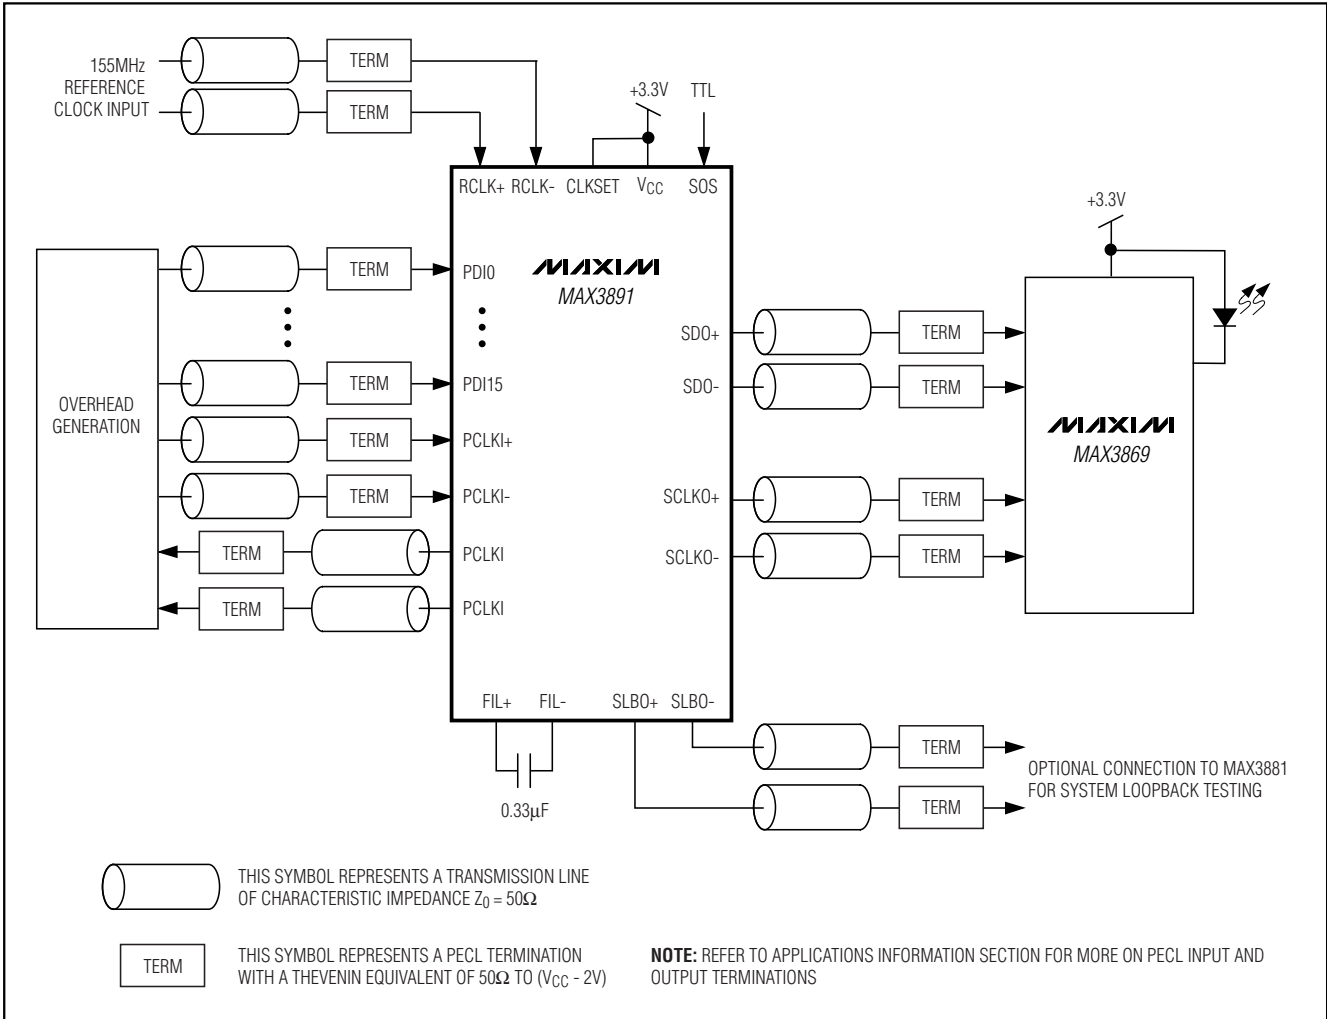 155MHz
REFERENCE
CLOCK INPUT
TERM
TERM
+3.3V
TTL
RCLK+ RCLK- CLKSET VCC SOS
MAXIM
MAX3891
OVERHEAD
GENERATION
TERM
PDI0
TERM
PDI15
TERM
PCLKI+
TERM
PCLKI-
TERM
PCLKI
TERM
PCLKI
SDO+
TERM
SDO-
TERM
SCLKO+
TERM
SCLKO-
TERM
+3.3V
MAXIM
MAX3869
FIL+ FIL- SLBO+ SLBO-
0.33µF
TERM
TERM
OPTIONAL CONNECTION TO MAX3881
FOR SYSTEM LOOPBACK TESTING
THIS SYMBOL REPRESENTS A TRANSMISSION LINE
OF CHARACTERISTIC IMPEDANCE Z0 = 50Ω
TERM
THIS SYMBOL REPRESENTS A PECL TERMINATION
WITH A THEVENIN EQUIVALENT OF 50Ω TO (VCC - 2V)
NOTE: REFER TO APPLICATIONS INFORMATION SECTION FOR MORE ON PECL INPUT AND
OUTPUT TERMINATIONS